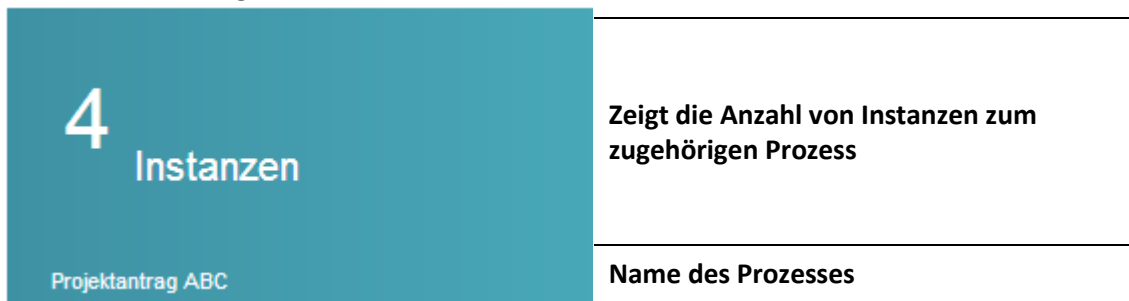 4
Instanzen
Projektantrag ABC
Zeigt die Anzahl von Instanzen zum
zugehörigen Prozess
Name des Prozesses